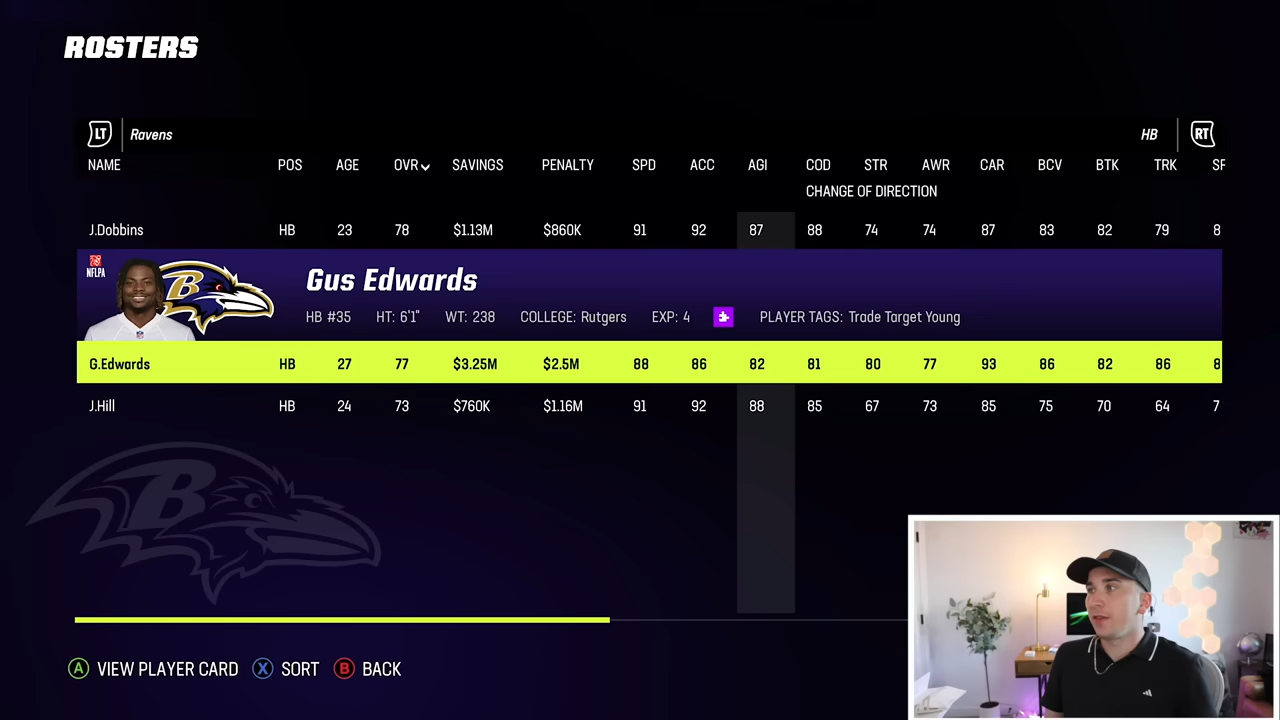 ROSTERS
LT Ravens HB RT
NAME POS AGE OVR SAVINGS PENALTY SPD ACC AGI COD STR AWR CAR BCV BTK TRK SF
CHANGE OF DIRECTION
J.Dobbins HB 23 78 $1.13M $860K 91 92 87 88 74 74 87 83 82 79 8
NFLPA
B
Gus Edwards
HB #35 HT: 6'1" WT: 238 COLLEGE: Rutgers EXP: 4 PLAYER TAGS: Trade Target Young
G.Edwards HB 27 77 $3.25M $2.5M 88 86 82 81 80 77 93 86 82 86 8
J.Hill HB 24 73 $760K $1.16M 91 92 88 85 67 73 85 75 70 64 7
B
A VIEW PLAYER CARD X SORT B BACK